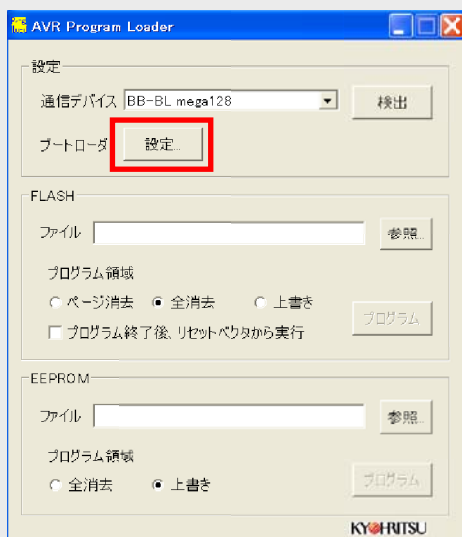 AVR Program Loader
設定
通信デバイス BB-BL mega128 検出
ブートローダ 設定...
FLASH
ファイル 参照...
プログラム領域
ページ消去 全消去 上書き
プログラム
プログラム終了後、リセットベクタから実行
EEPROM
ファイル 参照...
プログラム領域
全消去 上書き
プログラム
KYOHRITSU